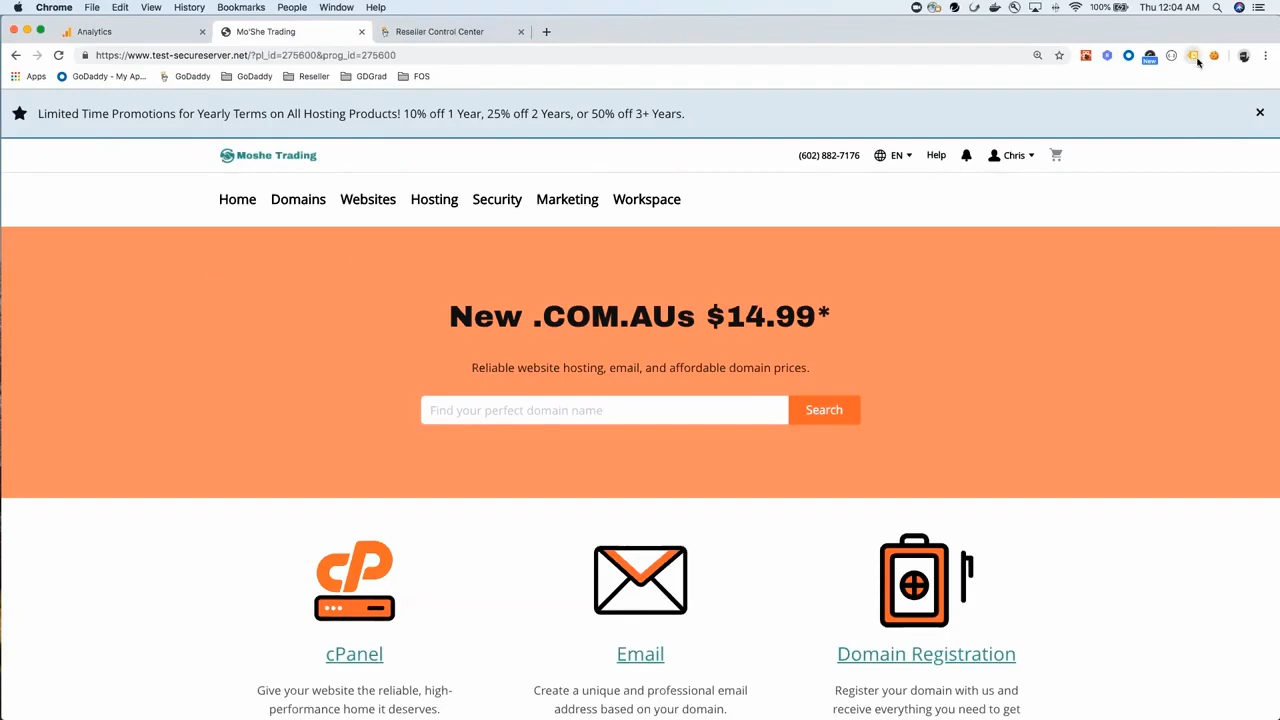 Chrome File Edit View History Bookmarks People Window Help 100% Thu 12:04 AM
Analytics Mo'She Trading Reseller Control Center
https://www.test-secureserver.net/?pl_id=275600&prog_id=275600 New
Apps GoDaddy - My Ap... GoDaddy GoDaddy Reseller GDGrad FOS
Limited Time Promotions for Yearly Terms on All Hosting Products! 10% off 1 Year, 25% off 2 Years, or 50% off 3+ Years.
Moshe Trading (602) 882-7176 EN Help Chris
Home Domains Websites Hosting Security Marketing Workspace
New .COM.AUs $14.99*
Reliable website hosting, email, and affordable domain prices.
Find your perfect domain name Search
cP
cPanel Email Domain Registration
Give your website the reliable, high- Create a unique and professional email Register your domain with us and
performance home it deserves. address based on your domain. receive everything you need to get